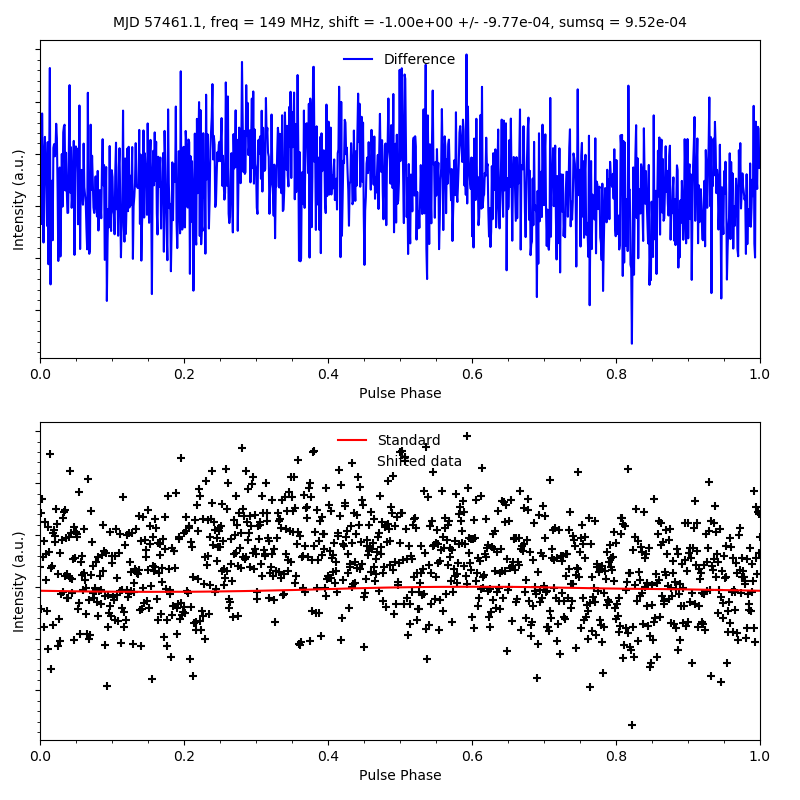 MJD 57461.1, freq = 149 MHz, shift = -1.00e+00 +/- -9.77e-04, sumsq = 9.52e-04
Difference
Intensity (a.u.)
0.0 0.2 0.4 0.6 0.8 1.0
Pulse Phase
Standard
Shifted data
Intensity (a.u.)
0.0 0.2 0.4 0.6 0.8 1.0
Pulse Phase